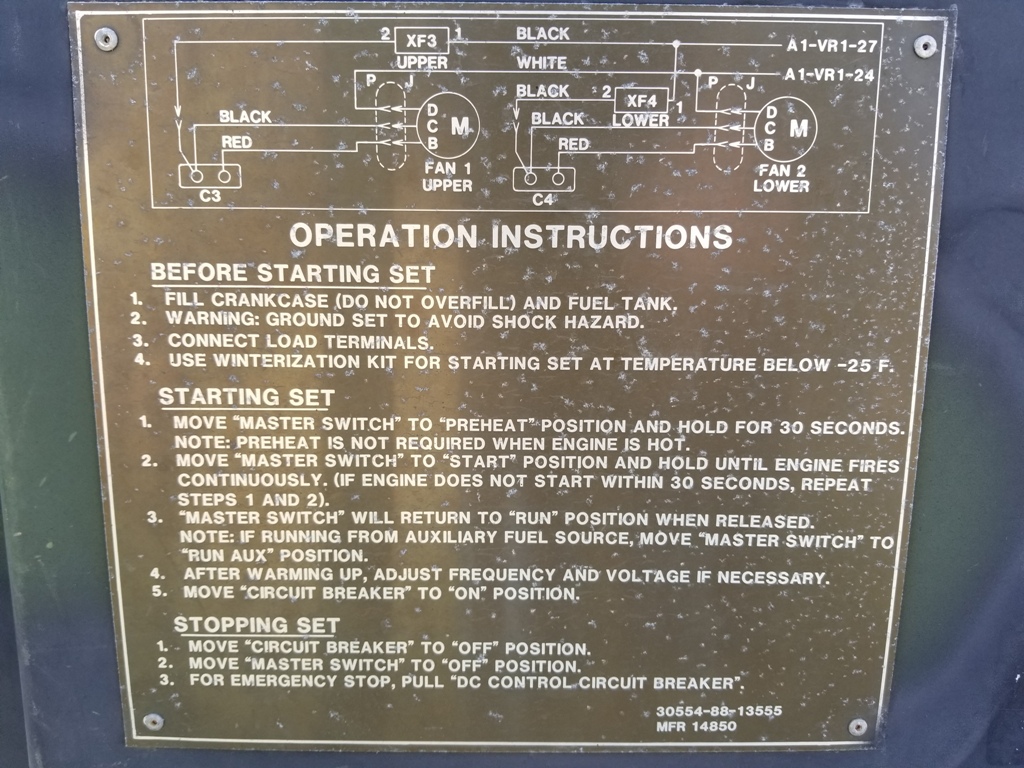 2 XF3 1 BLACK A1-VR1-27
UPPER WHITE
P J A1-VR1-24
BLACK 2 XF4 1 P J
LOWER
BLACK D
C M
B
RED
BLACK D
C M
B
RED
FAN 1
UPPER
FAN 2
LOWER
C3
C4
OPERATION INSTRUCTIONS
BEFORE STARTING SET
1. FILL CRANKCASE (DO NOT OVERFILL) AND FUEL TANK.
2. WARNING: GROUND SET TO AVOID SHOCK HAZARD.
3. CONNECT LOAD TERMINALS.
4. USE WINTERIZATION KIT FOR STARTING SET AT TEMPERATURE BELOW -25 F.
STARTING SET
1. MOVE "MASTER SWITCH" TO "PREHEAT" POSITION AND HOLD FOR 30 SECONDS.
NOTE: PREHEAT IS NOT REQUIRED WHEN ENGINE IS HOT.
2. MOVE "MASTER SWITCH" TO "START" POSITION AND HOLD UNTIL ENGINE FIRES
CONTINUOUSLY. (IF ENGINE DOES NOT START WITHIN 30 SECONDS, REPEAT
STEPS 1 AND 2).
3. "MASTER SWITCH" WILL RETURN TO "RUN" POSITION WHEN RELEASED.
NOTE: IF RUNNING FROM AUXILIARY FUEL SOURCE, MOVE "MASTER SWITCH" TO
"RUN AUX" POSITION.
4. AFTER WARMING UP, ADJUST FREQUENCY AND VOLTAGE IF NECESSARY.
5. MOVE "CIRCUIT BREAKER" TO "ON" POSITION.
STOPPING SET
1. MOVE "CIRCUIT BREAKER" TO "OFF" POSITION.
2. MOVE "MASTER SWITCH" TO "OFF" POSITION.
3. FOR EMERGENCY STOP, PULL "DC CONTROL CIRCUIT BREAKER".
30554-88-13555
MFR 14850